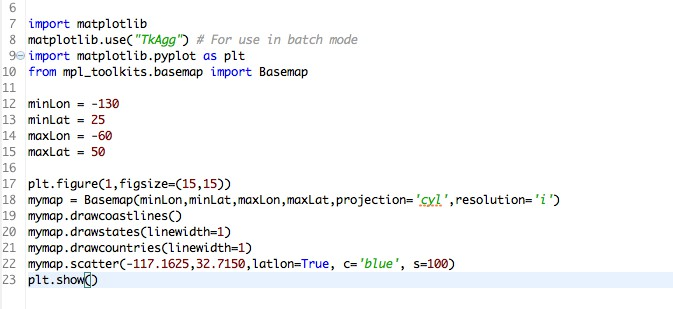 6
7 import matplotlib
8 matplotlib.use("TkAgg") # For use in batch mode
9 import matplotlib.pyplot as plt
10 from mpl_toolkits.basemap import Basemap
11
12 minLon = -130
13 minLat = 25
14 maxLon = -60
15 maxLat = 50
16
17 plt.figure(1,figsize=(15,15))
18 mymap = Basemap(minLon,minLat,maxLon,maxLat,projection='cyl',resolution='i')
19 mymap.drawcoastlines()
20 mymap.drawstates(linewidth=1)
21 mymap.drawcountries(linewidth=1)
22 mymap.scatter(-117.1625,32.7150,latlon=True, c='blue', s=100)
23 plt.show()